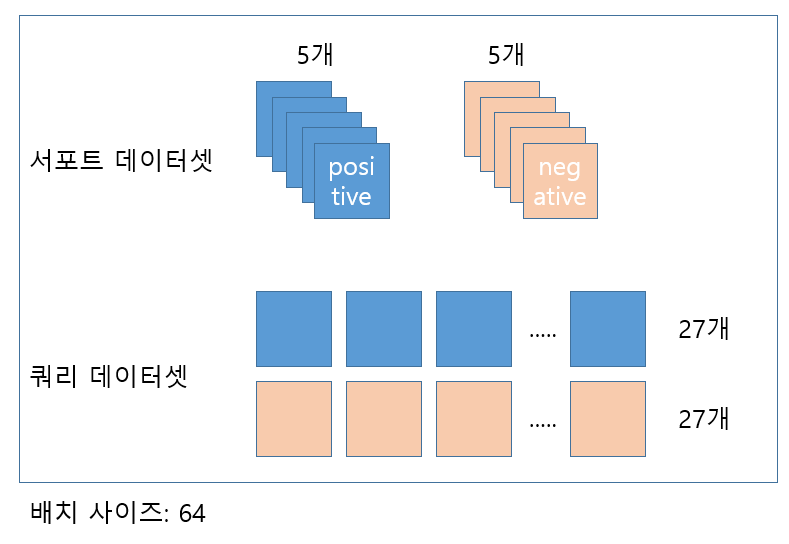 5개 5개
서포트 데이터셋
posi
tive
neg
ative
..... 27개
쿼리 데이터셋
..... 27개
배치 사이즈: 64